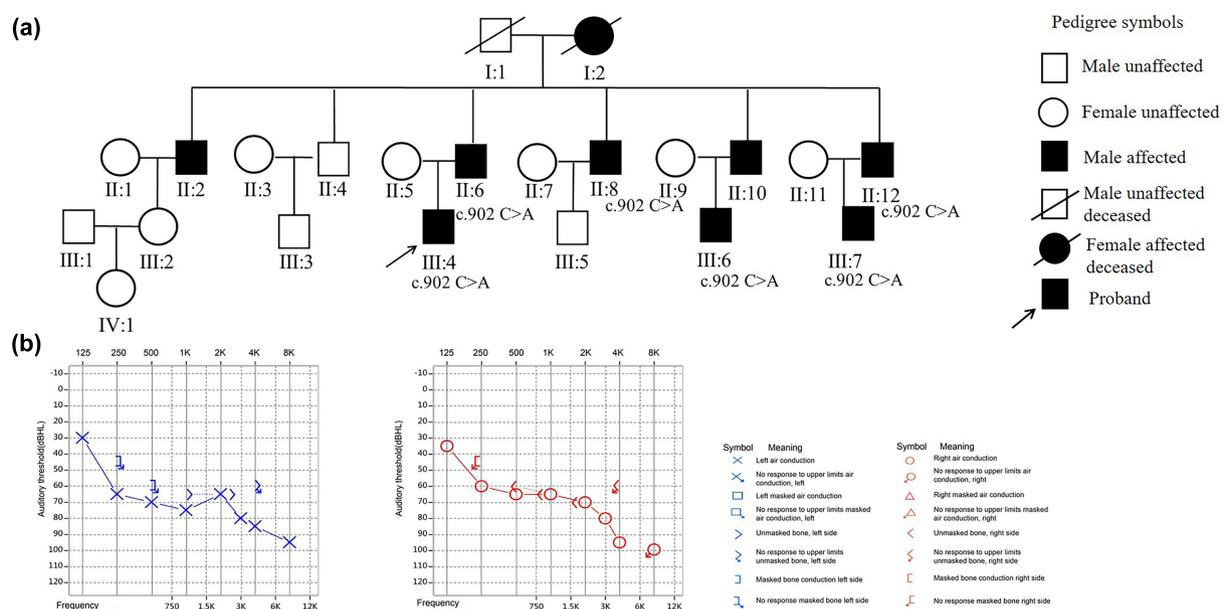 (a)
Pedigree symbols
I:1
I:2
Male unaffected
Female unaffected
Male affected
Male unaffected
deceased
Female affected
deceased
Proband
II:1
II:2
II:3
II:4
II:5
II:6
c.902 C>A
II:7
II:8
c.902 C>A
II:9
II:10
II:11
II:12
c.902 C>A
III:1
III:2
III:3
III:4
c.902 C>A
III:5
III:6
c.902 C>A
III:7
c.902 C>A
IV:1
(b)
125 250 500 1K 2K 4K 8K
Auditory threshold(dBHL)
-10
0
10
20
30
40
50
60
70
80
90
100
110
120
Frequency 750 1.5K 3K 6K 12K
125 250 500 1K 2K 4K 8K
Auditory threshold(dBHL)
-10
0
10
20
30
40
50
60
70
80
90
100
110
120
Frequency 750 1.5K 3K 6K 12K
Symbol Meaning
Left air conduction
No response to upper limits air
conduction, left
Left masked air conduction
No response to upper limits masked
air conduction, left
Unmasked bone, left side
No response to upper limits
unmasked bone, left side
Masked bone conduction left side
No response masked bone left side
Symbol Meaning
Right air conduction
No response to upper limits air
conduction, right
Right masked air conduction
No response to upper limits masked
air conduction, right
Unmasked bone, right side
No response to upper limits
unmasked bone, right side
Masked bone conduction right side
No response masked bone right side